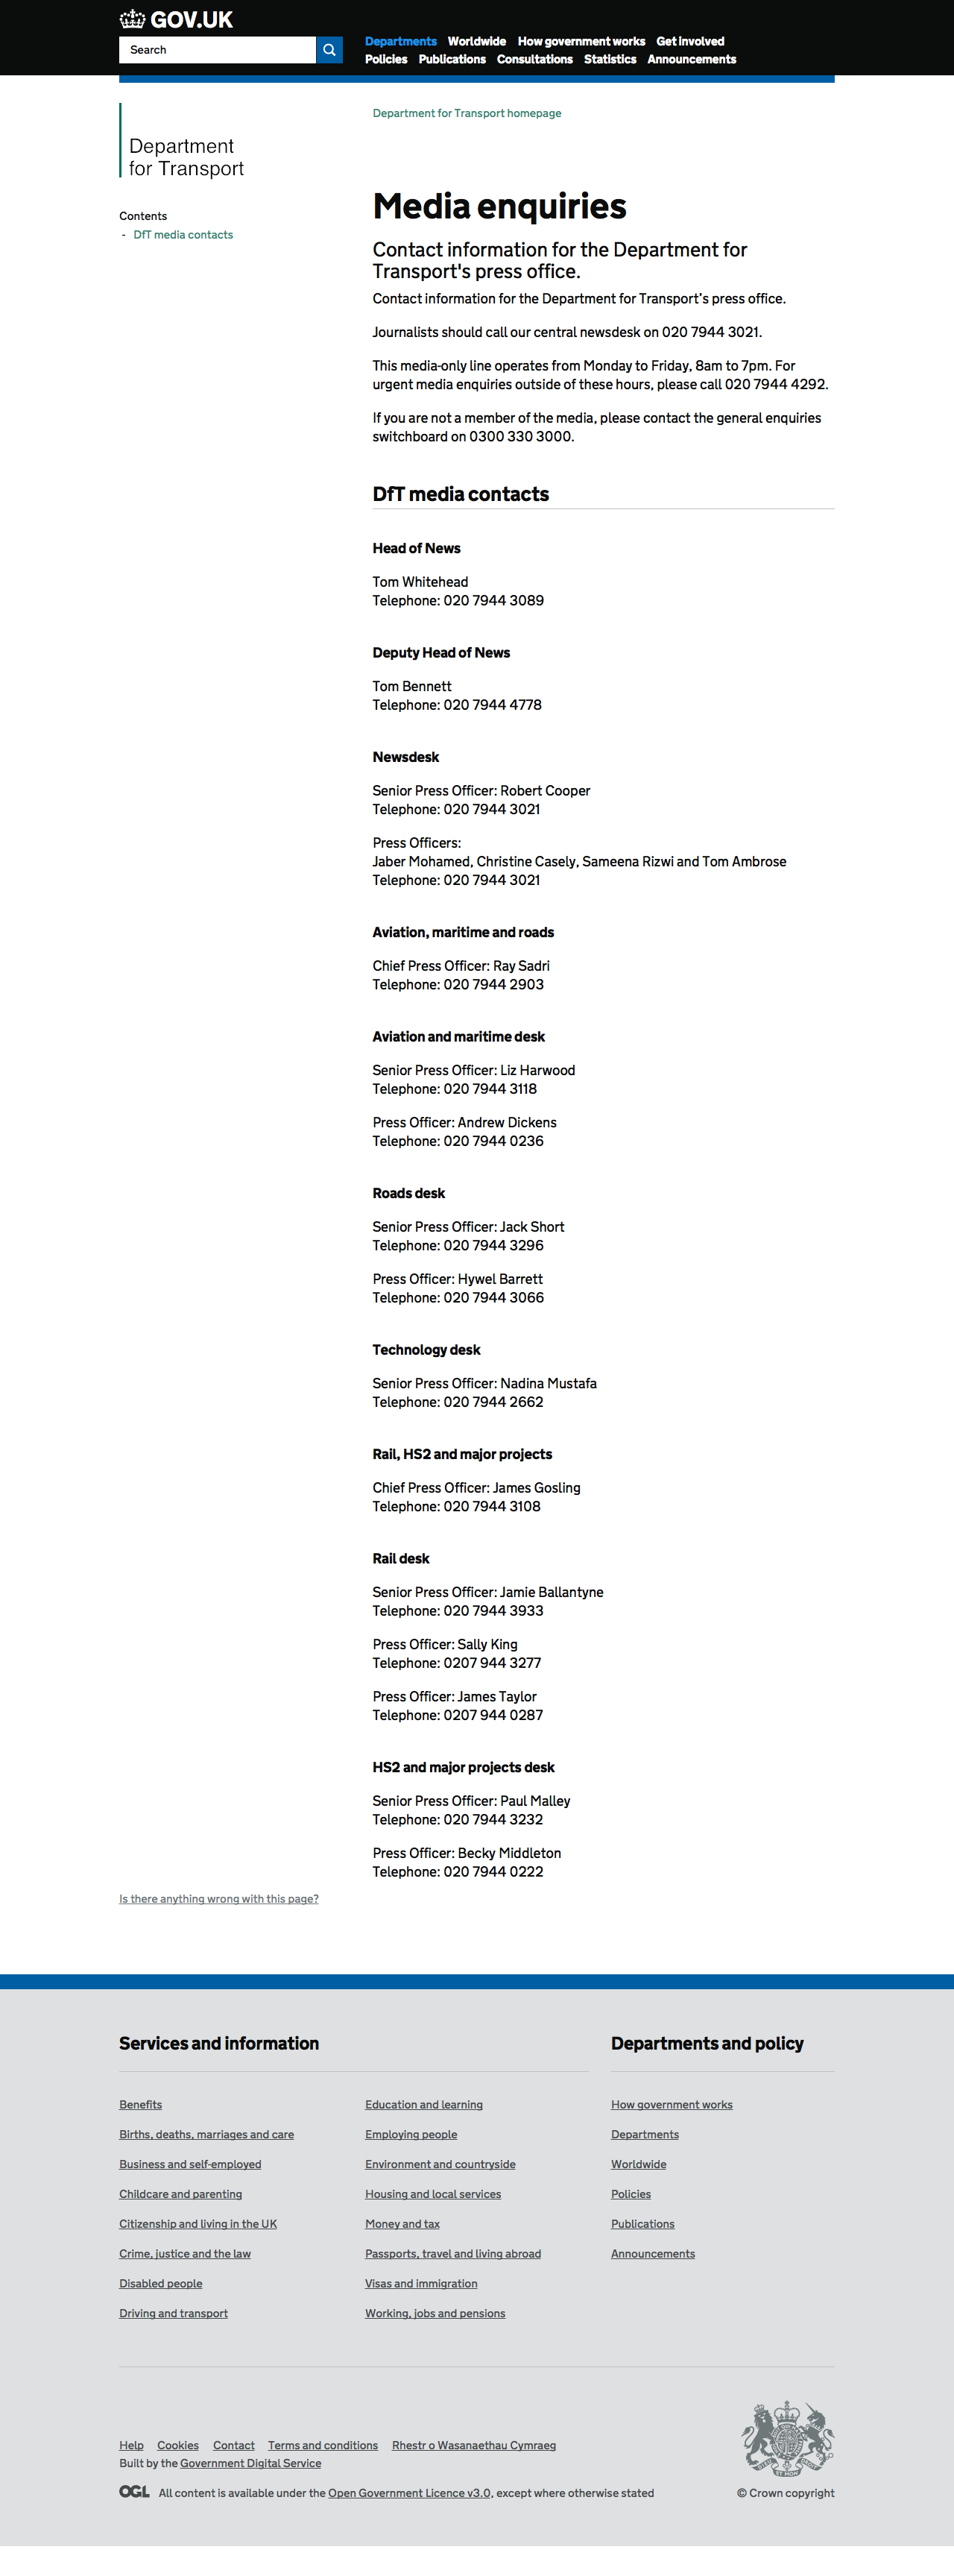 GOV.UK
Search
Departments Worldwide How government works Get involved
Policies Publications Consultations Statistics Announcements
Department for Transport homepage
Department
for Transport
Contents
- DfT media contacts
Media enquiries
Contact information for the Department for
Transport's press office.
Contact information for the Department for Transport's press office.
Journalists should call our central newsdesk on 020 7944 3021.
This media-only line operates from Monday to Friday, 8am to 7pm. For
urgent media enquiries outside of these hours, please call 020 7944 4292.
If you are not a member of the media, please contact the general enquiries
switchboard on 0300 330 3000.
DfT media contacts
Head of News
Tom Whitehead
Telephone: 020 7944 3089
Deputy Head of News
Tom Bennett
Telephone: 020 7944 4778
Newsdesk
Senior Press Officer: Robert Cooper
Telephone: 020 7944 3021
Press Officers:
Jaber Mohamed, Christine Casely, Sameena Rizwi and Tom Ambrose
Telephone: 020 7944 3021
Aviation, maritime and roads
Chief Press Officer: Ray Sadri
Telephone: 020 7944 2903
Aviation and maritime desk
Senior Press Officer: Liz Harwood
Telephone: 020 7944 3118
Press Officer: Andrew Dickens
Telephone: 020 7944 0236
Roads desk
Senior Press Officer: Jack Short
Telephone: 020 7944 3296
Press Officer: Hywel Barrett
Telephone: 020 7944 3066
Technology desk
Senior Press Officer: Nadina Mustafa
Telephone: 020 7944 2662
Rail, HS2 and major projects
Chief Press Officer: James Gosling
Telephone: 020 7944 3108
Rail desk
Senior Press Officer: Jamie Ballantyne
Telephone: 020 7944 3933
Press Officer: Sally King
Telephone: 0207 944 3277
Press Officer: James Taylor
Telephone: 0207 944 0287
HS2 and major projects desk
Senior Press Officer: Paul Malley
Telephone: 020 7944 3232
Press Officer: Becky Middleton
Telephone: 020 7944 0222
Is there anything wrong with this page?
Services and information
Benefits
Births, deaths, marriages and care
Business and self-employed
Childcare and parenting
Citizenship and living in the UK
Crime, justice and the law
Disabled people
Driving and transport
Education and learning
Employing people
Environment and countryside
Housing and local services
Money and tax
Passports, travel and living abroad
Visas and immigration
Working, jobs and pensions
Departments and policy
How government works
Departments
Worldwide
Policies
Publications
Announcements
Help Cookies Contact Terms and conditions Rhestr o Wasanaethau Cymraeg
Built by the Government Digital Service
OGL All content is available under the Open Government Licence v3.0, except where otherwise stated
© Crown copyright